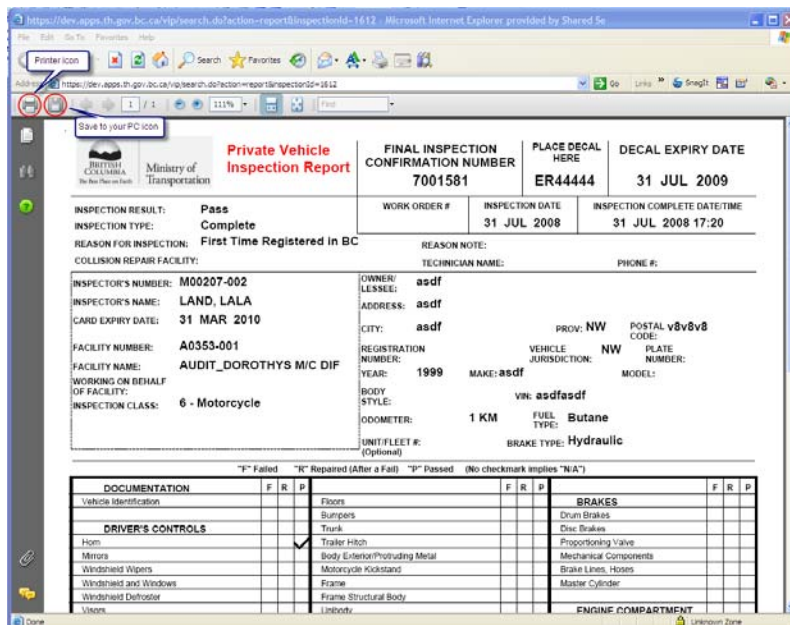 https://dev.apps.th.gov.bc.ca/vip/search.do?action=report&inspectionId=1612 - Microsoft Internet Explorer provided by Shared Se
File Edit Go To Favorites Help
Printer icon
Search Favorites
Address https://dev.apps.th.gov.bc.ca/vip/search.do?action=report&inspectionId=1612 Go Links » SnagIt
1 / 1 111% Find
Save to your PC icon
BRITISH COLUMBIA
The Best Place on Earth
Ministry of Transportation
Private Vehicle Inspection Report
FINAL INSPECTION CONFIRMATION NUMBER
7001581
PLACE DECAL HERE
ER44444
DECAL EXPIRY DATE
31 JUL 2009
INSPECTION RESULT: Pass
INSPECTION TYPE: Complete
REASON FOR INSPECTION: First Time Registered in BC
COLLISION REPAIR FACILITY:
WORK ORDER #
INSPECTION DATE
31 JUL 2008
INSPECTION COMPLETE DATE/TIME
31 JUL 2008 17:20
REASON NOTE:
TECHNICIAN NAME: PHONE #:
INSPECTOR'S NUMBER: M00207-002
INSPECTOR'S NAME: LAND, LALA
CARD EXPIRY DATE: 31 MAR 2010
FACILITY NUMBER: A0353-001
FACILITY NAME: AUDIT_DOROTHYS M/C DIF
WORKING ON BEHALF OF FACILITY:
INSPECTION CLASS: 6 - Motorcycle
OWNER/ LESSEE: asdf
ADDRESS: asdf
CITY: asdf PROV: NW POSTAL CODE: v8v8v8
REGISTRATION NUMBER: VEHICLE JURISDICTION: NW PLATE NUMBER:
YEAR: 1999 MAKE: asdf MODEL:
BODY STYLE: VIN: asdfasdf
ODOMETER: 1 KM FUEL TYPE: Butane
UNIT/FLEET #: (Optional) BRAKE TYPE: Hydraulic
"F" Failed "R" Repaired (After a Fail) "P" Passed (No checkmark implies "N/A")
DOCUMENTATION F R P
Vehicle Identification
DRIVER'S CONTROLS
Horn
Mirrors
Windshield Wipers
Windshield and Windows
Windshield Defroster
Visors
F R P
Floors
Bumpers
Trunk
Trailer Hitch
Body Exterior/Protruding Metal
Motorcycle Kickstand
Frame
Frame Structural Body
Unibody
F R P
BRAKES
Drum Brakes
Disc Brakes
Proportioning Valve
Mechanical Components
Brake Lines, Hoses
Master Cylinder
ENGINE COMPARTMENT
Done Unknown Zone